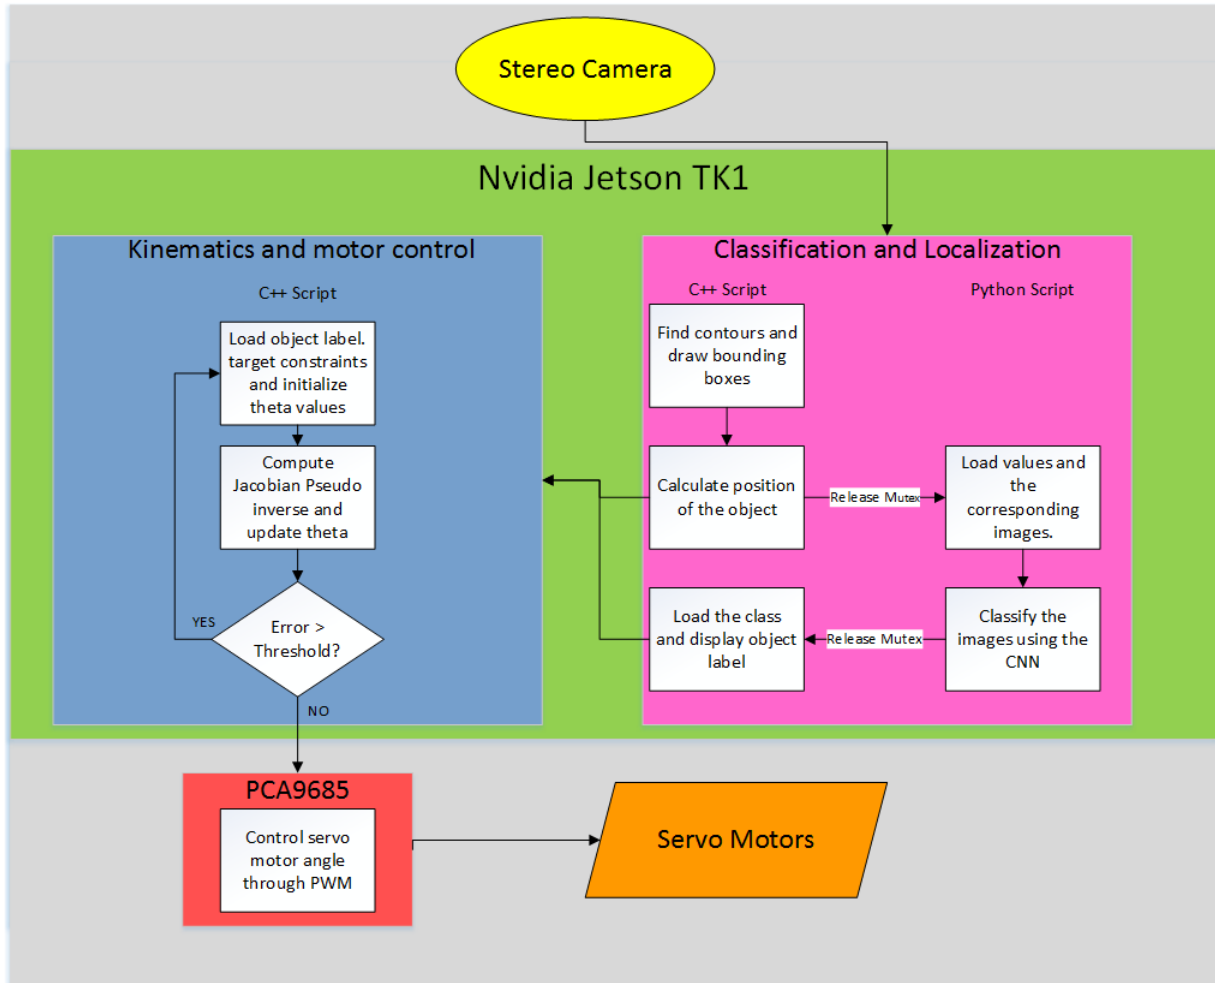 Stereo Camera
Nvidia Jetson TK1
Kinematics and motor control
C++ Script
Load object label.
target constraints
and initialize
theta values
Compute
Jacobian Pseudo
inverse and
update theta
YES
Error >
Threshold?
NO
Classification and Localization
C++ Script
Python Script
Find contours and
draw bounding
boxes
Calculate position
of the object
Release Mutex
Load values and
the
corresponding
images.
Load the class
and display object
label
Release Mutex
Classify the
images using the
CNN
PCA9685
Control servo
motor angle
through PWM
Servo Motors